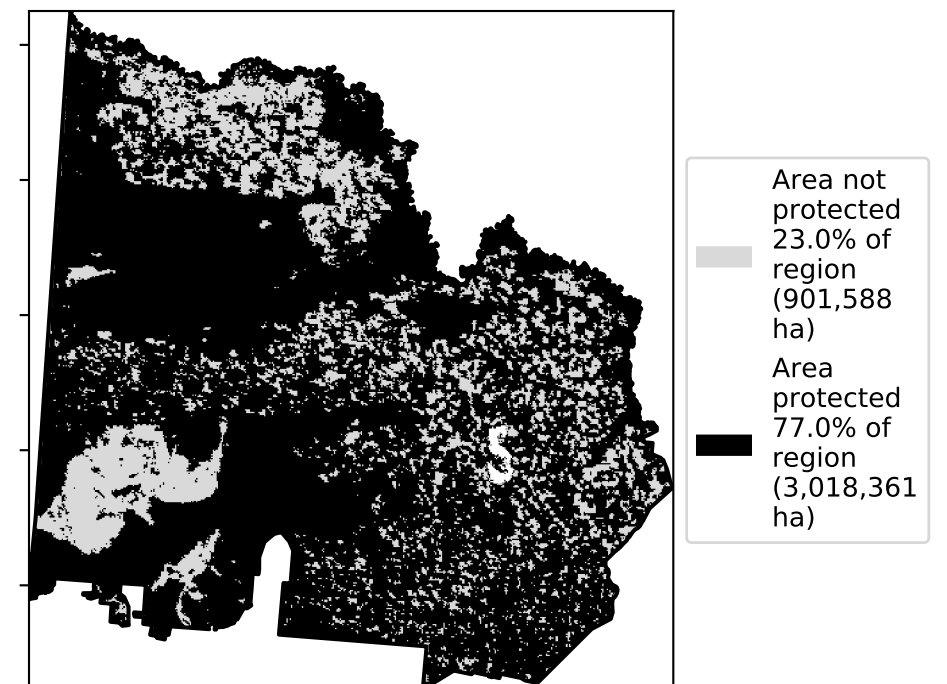 Area not
protected
23.0% of
region
(901,588
ha)
Area
protected
77.0% of
region
(3,018,361
ha)